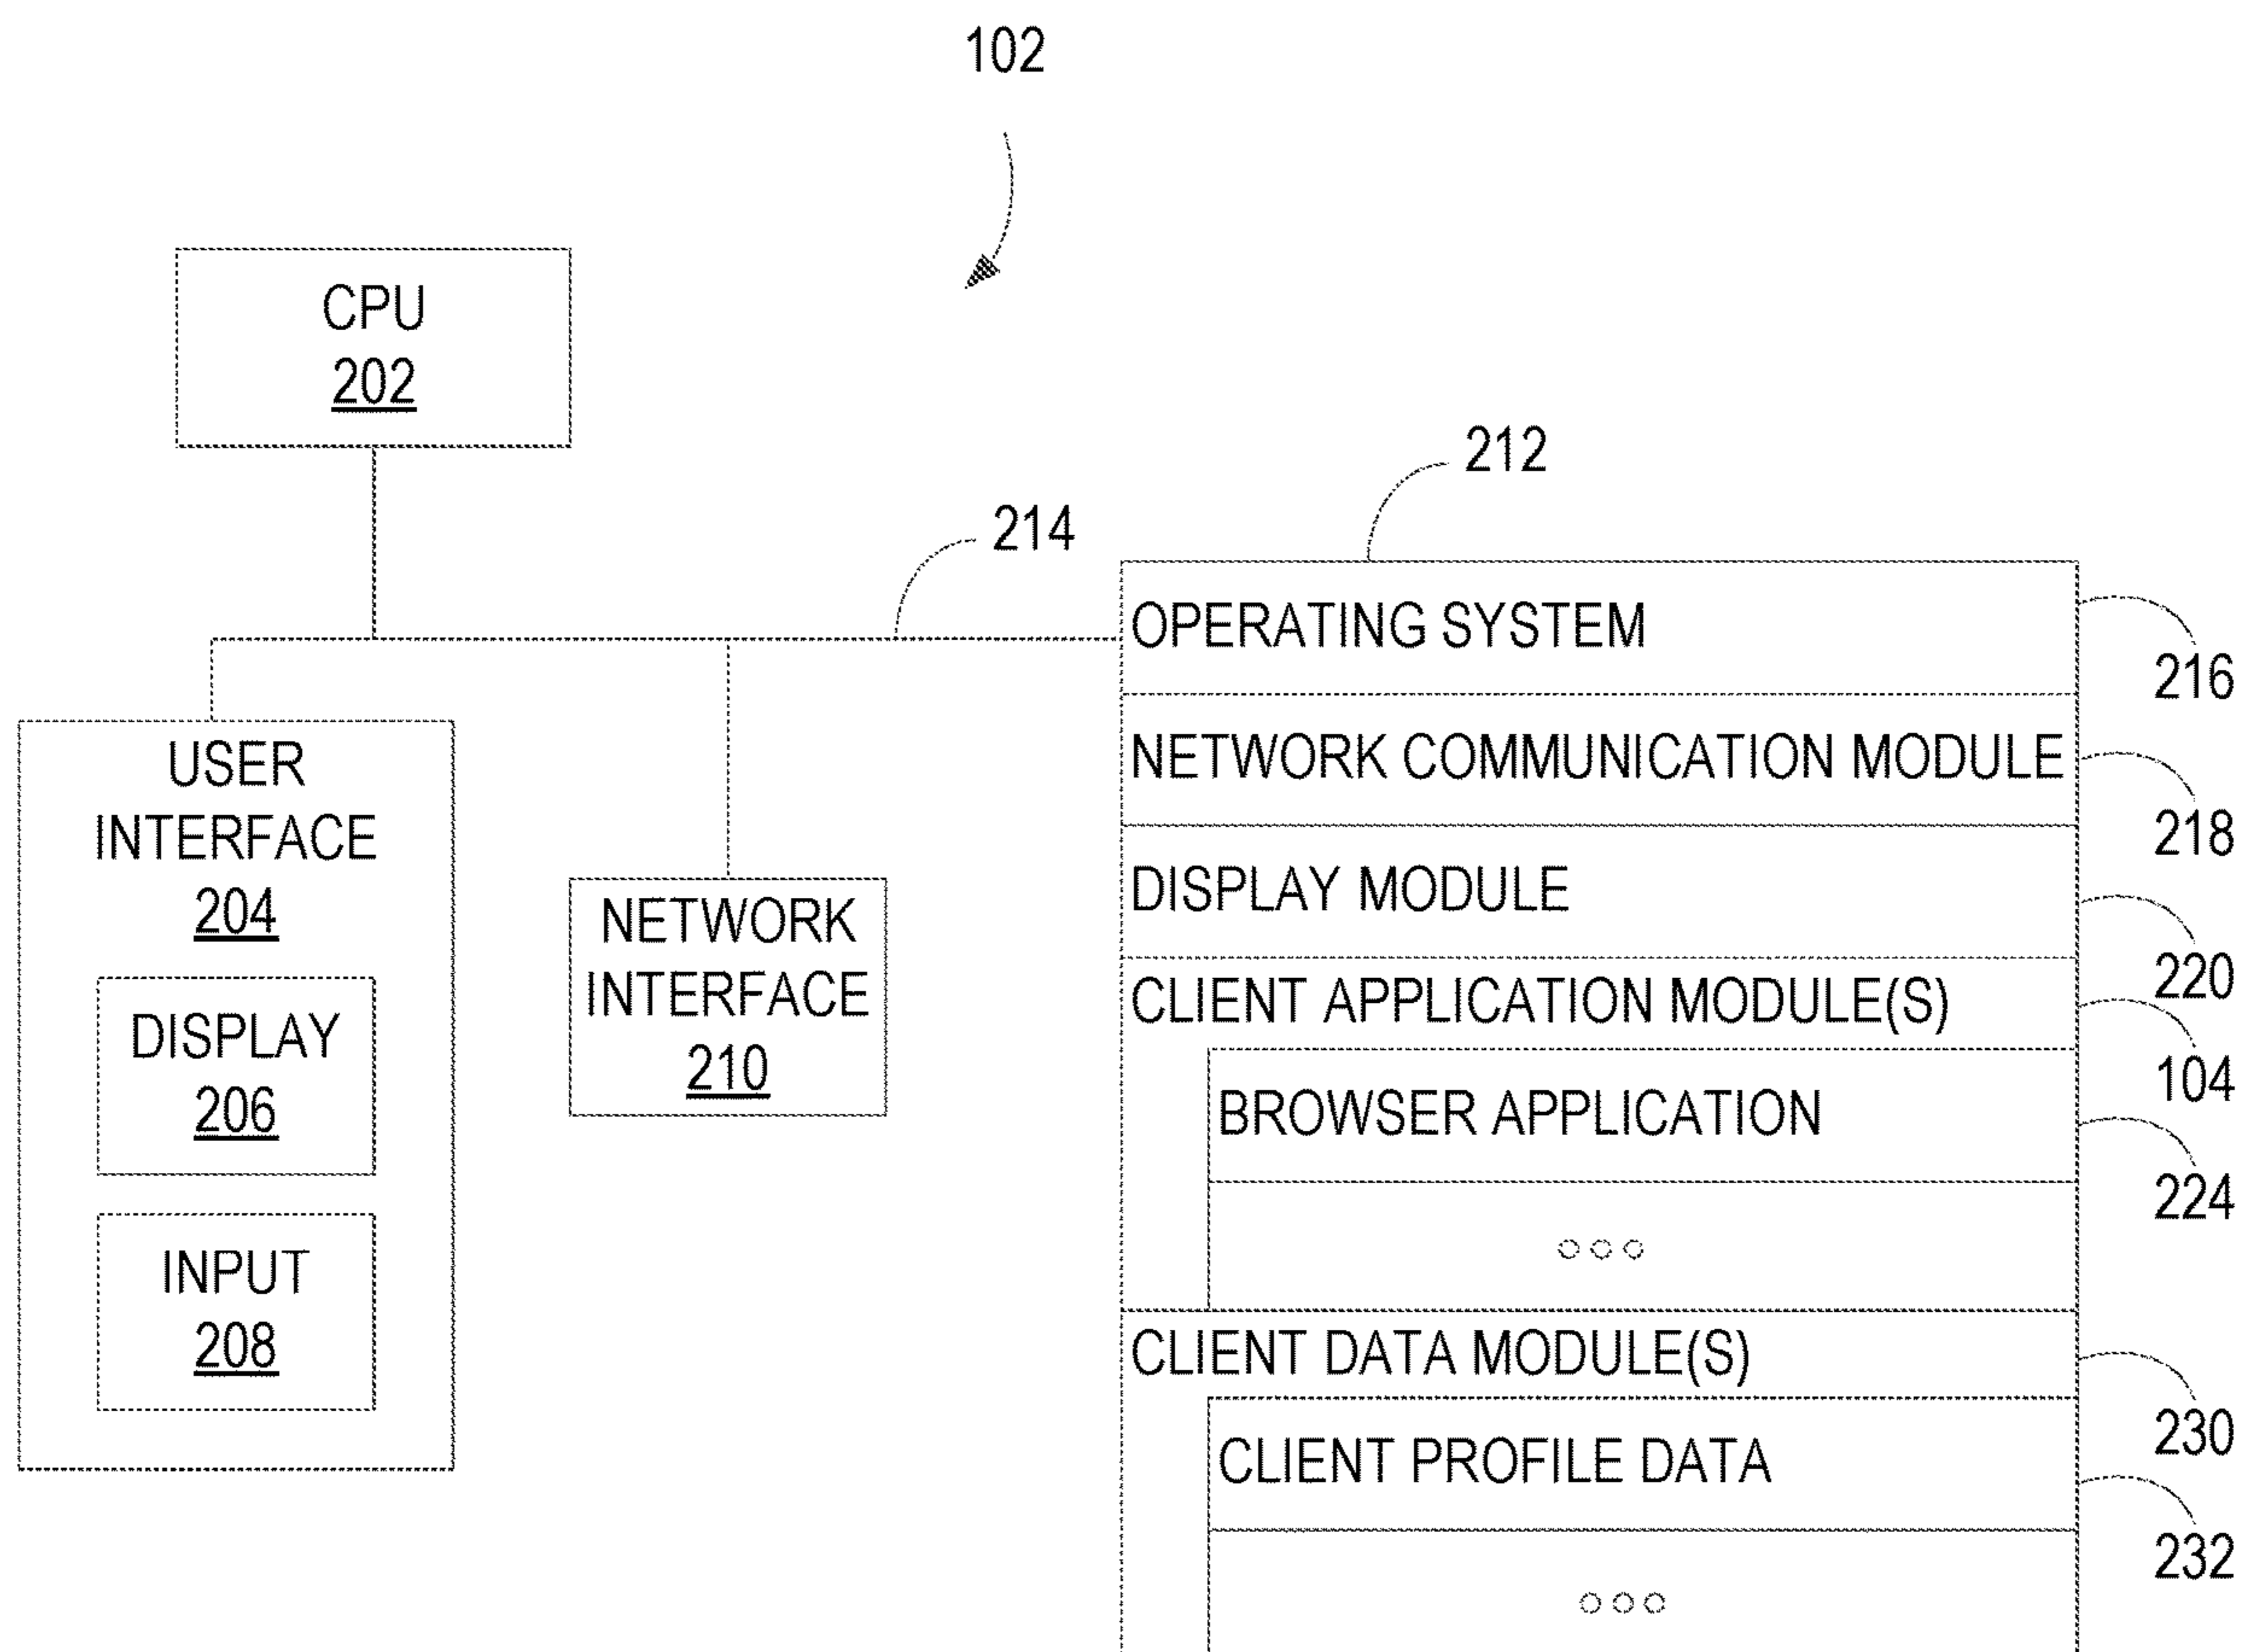 102
CPU
202
212
214
OPERATING SYSTEM
216
NETWORK COMMUNICATION MODULE
218
DISPLAY MODULE
220
CLIENT APPLICATION MODULE(S)
104
BROWSER APPLICATION
224
CLIENT DATA MODULE(S)
230
CLIENT PROFILE DATA
232
USER
INTERFACE
204
DISPLAY
206
INPUT
208
NETWORK
INTERFACE
210